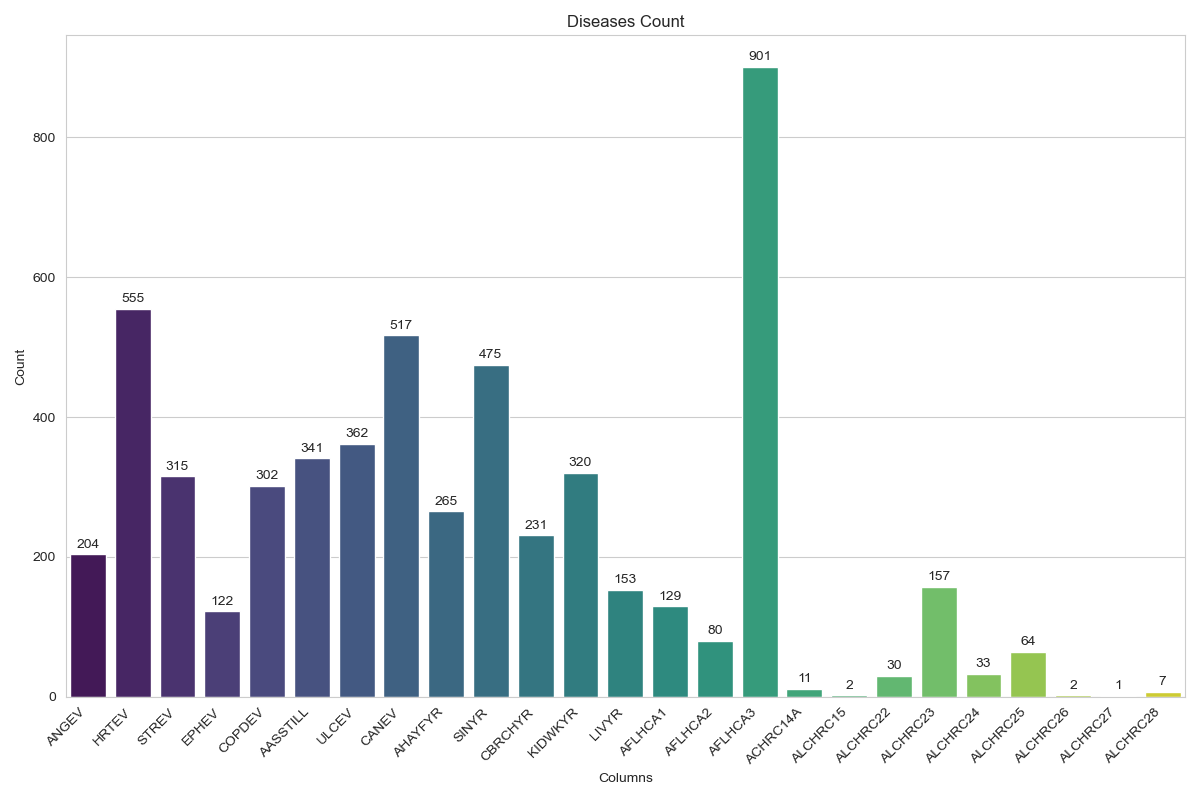 Diseases Count
Count
800
600
400
200
0
204
555
315
122
302
341
362
517
265
475
231
320
153
129
80
901
11
2
30
157
33
64
2
1
7
ANGEV
HRTEV
STREV
EPHEV
COPDEV
AASSTILL
ULCEV
CANEV
AHAYFYR
SINYR
CBRCHYR
KIDWKYR
LIVYR
AFLHCA1
AFLHCA2
AFLHCA3
ACHRC14A
ALCHRC15
ALCHRC22
ALCHRC23
ALCHRC24
ALCHRC25
ALCHRC26
ALCHRC27
ALCHRC28
Columns